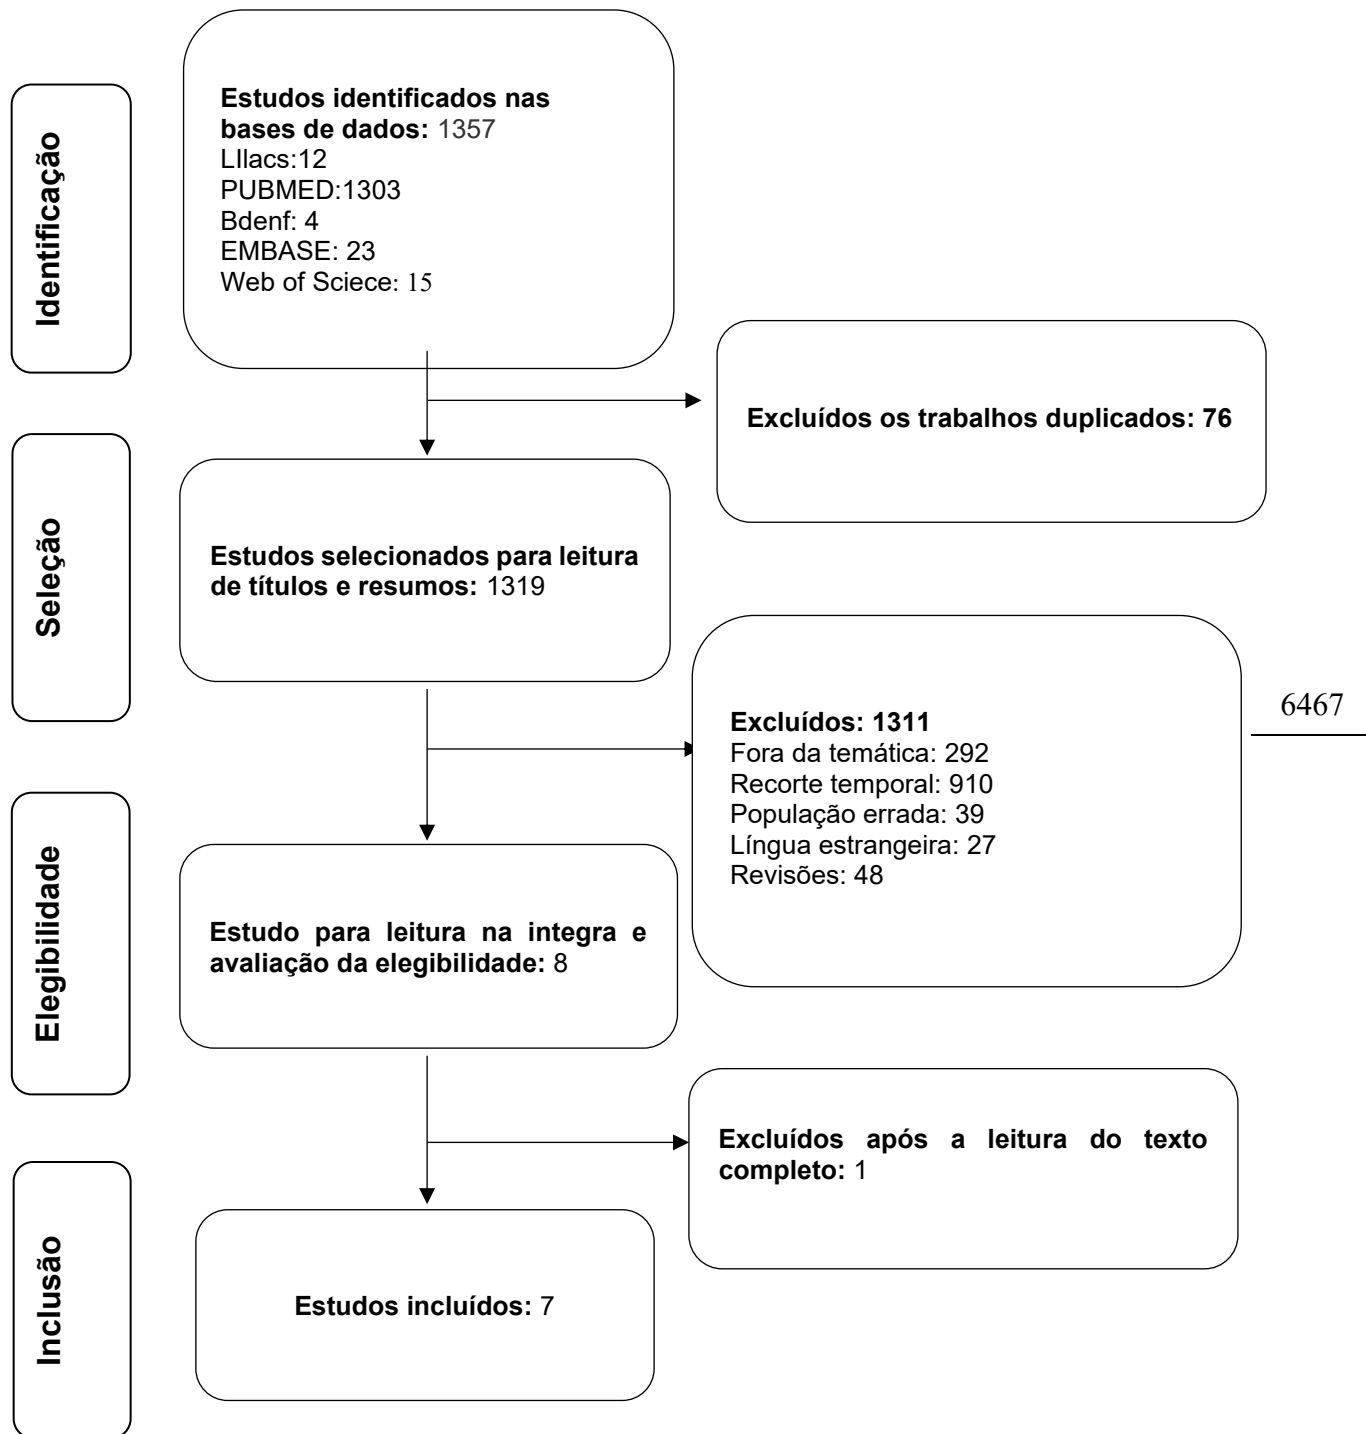 Identificação
Estudos identificados nas
bases de dados: 1357
LIlacs:12
PUBMED:1303
Bdenf: 4
EMBASE: 23
Web of Sciece: 15
Excluídos os trabalhos duplicados: 76
Seleção
Estudos selecionados para leitura
de títulos e resumos: 1319
Excluídos: 1311
Fora da temática: 292
Recorte temporal: 910
População errada: 39
Língua estrangeira: 27
Revisões: 48
6467
Elegibilidade
Estudo para leitura na integra e
avaliação da elegibilidade: 8
Excluídos após a leitura do texto
completo: 1
Inclusão
Estudos incluídos: 7